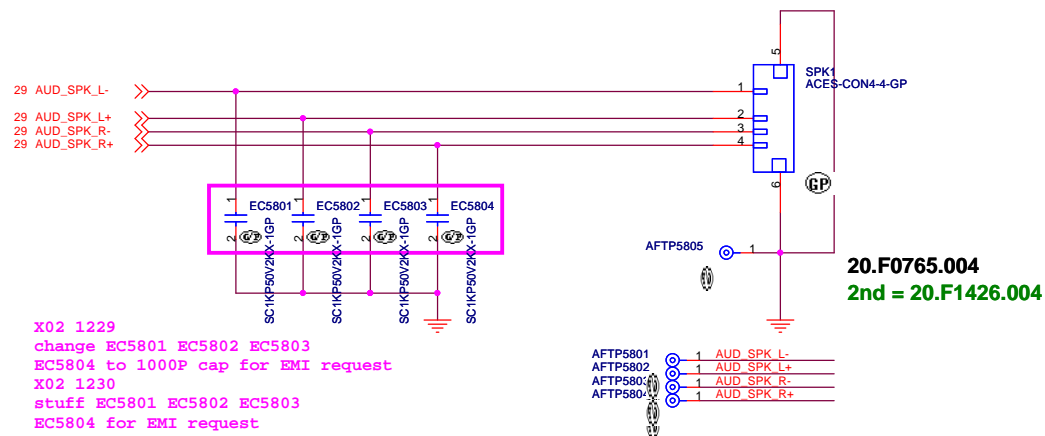 5
SPK1
ACES-CON4-4-GP
29 AUD_SPK_L-
1
29 AUD_SPK_L+
2
29 AUD_SPK_R-
3
29 AUD_SPK_R+
4
6
GP
1 EC5801
1 EC5802
1 EC5803
1 EC5804
2
2
2
2
SC1KP50V2KX-1GP
SC1KP50V2KX-1GP
SC1KP50V2KX-1GP
SC1KP50V2KX-1GP
AFTP5805
1
20.F0765.004
2nd = 20.F1426.004
X02 1229
change EC5801 EC5802 EC5803
EC5804 to 1000P cap for EMI request
X02 1230
stuff EC5801 EC5802 EC5803
EC5804 for EMI request
AFTP5801 1 AUD_SPK_L-
AFTP5802 1 AUD_SPK_L+
AFTP5803 1 AUD_SPK_R-
AFTP5804 1 AUD_SPK_R+